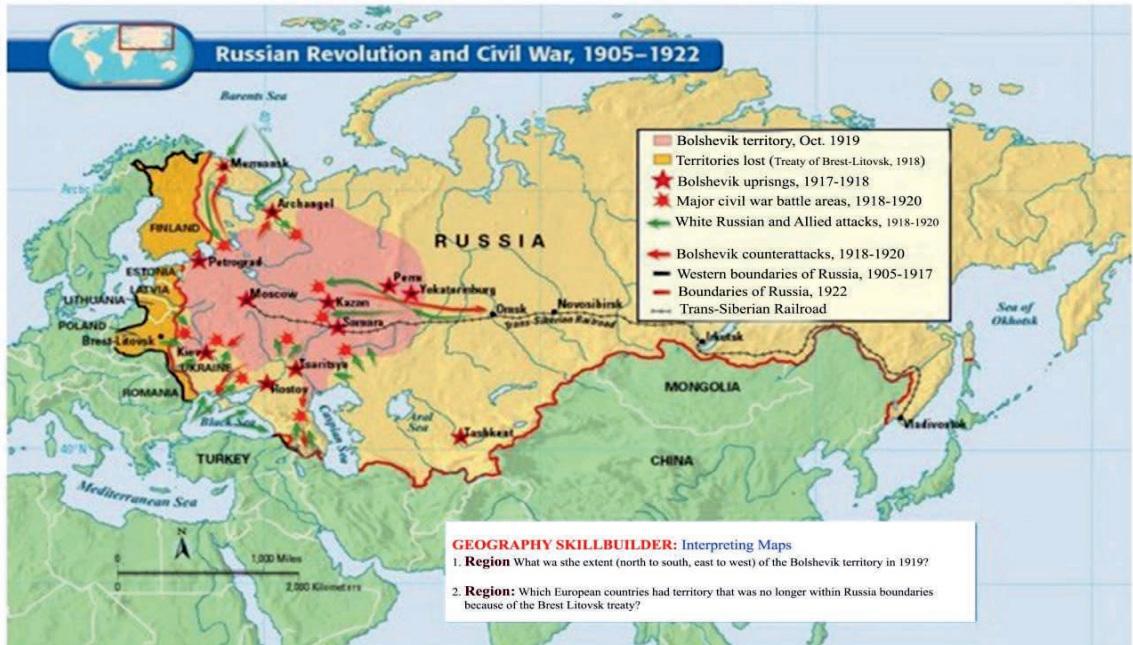 Russian Revolution and Civil War, 1905–1922
Barents Sea
Bolshevik territory, Oct. 1919
Territories lost (Treaty of Brest-Litovsk, 1918)
Bolshevik uprisngs, 1917-1918
Major civil war battle areas, 1918-1920
White Russian and Allied attacks, 1918-1920
Bolshevik counterattacks, 1918-1920
Western boundaries of Russia, 1905-1917
Boundaries of Russia, 1922
Trans-Siberian Railroad
Arctic Circle
Archangel
FINLAND
RUSSIA
Petrograd
ESTONIA
LATVIA
LITHUANIA
Perm
Yekaterinburg
Moscow
Kazan
Omsk
Novosibirsk
Trans-Siberian Railroad
Samara
POLAND
Brest-Litovsk
Kiev
UKRAINE
Tsaritsyn
Irkutsk
Sea of
Okhotsk
ROMANIA
Rostov
MONGOLIA
Black Sea
Caspian Sea
Aral
Sea
Tashkent
Vladivostok
40°N
TURKEY
CHINA
Mediterranean Sea
N
0 1,000 Miles
0 2,000 Kilometers
GEOGRAPHY SKILLBUILDER: Interpreting Maps
1. Region What wa sthe extent (north to south, east to west) of the Bolshevik territory in 1919?
2. Region: Which European countries had territory that was no longer within Russia boundaries
because of the Brest Litovsk treaty?